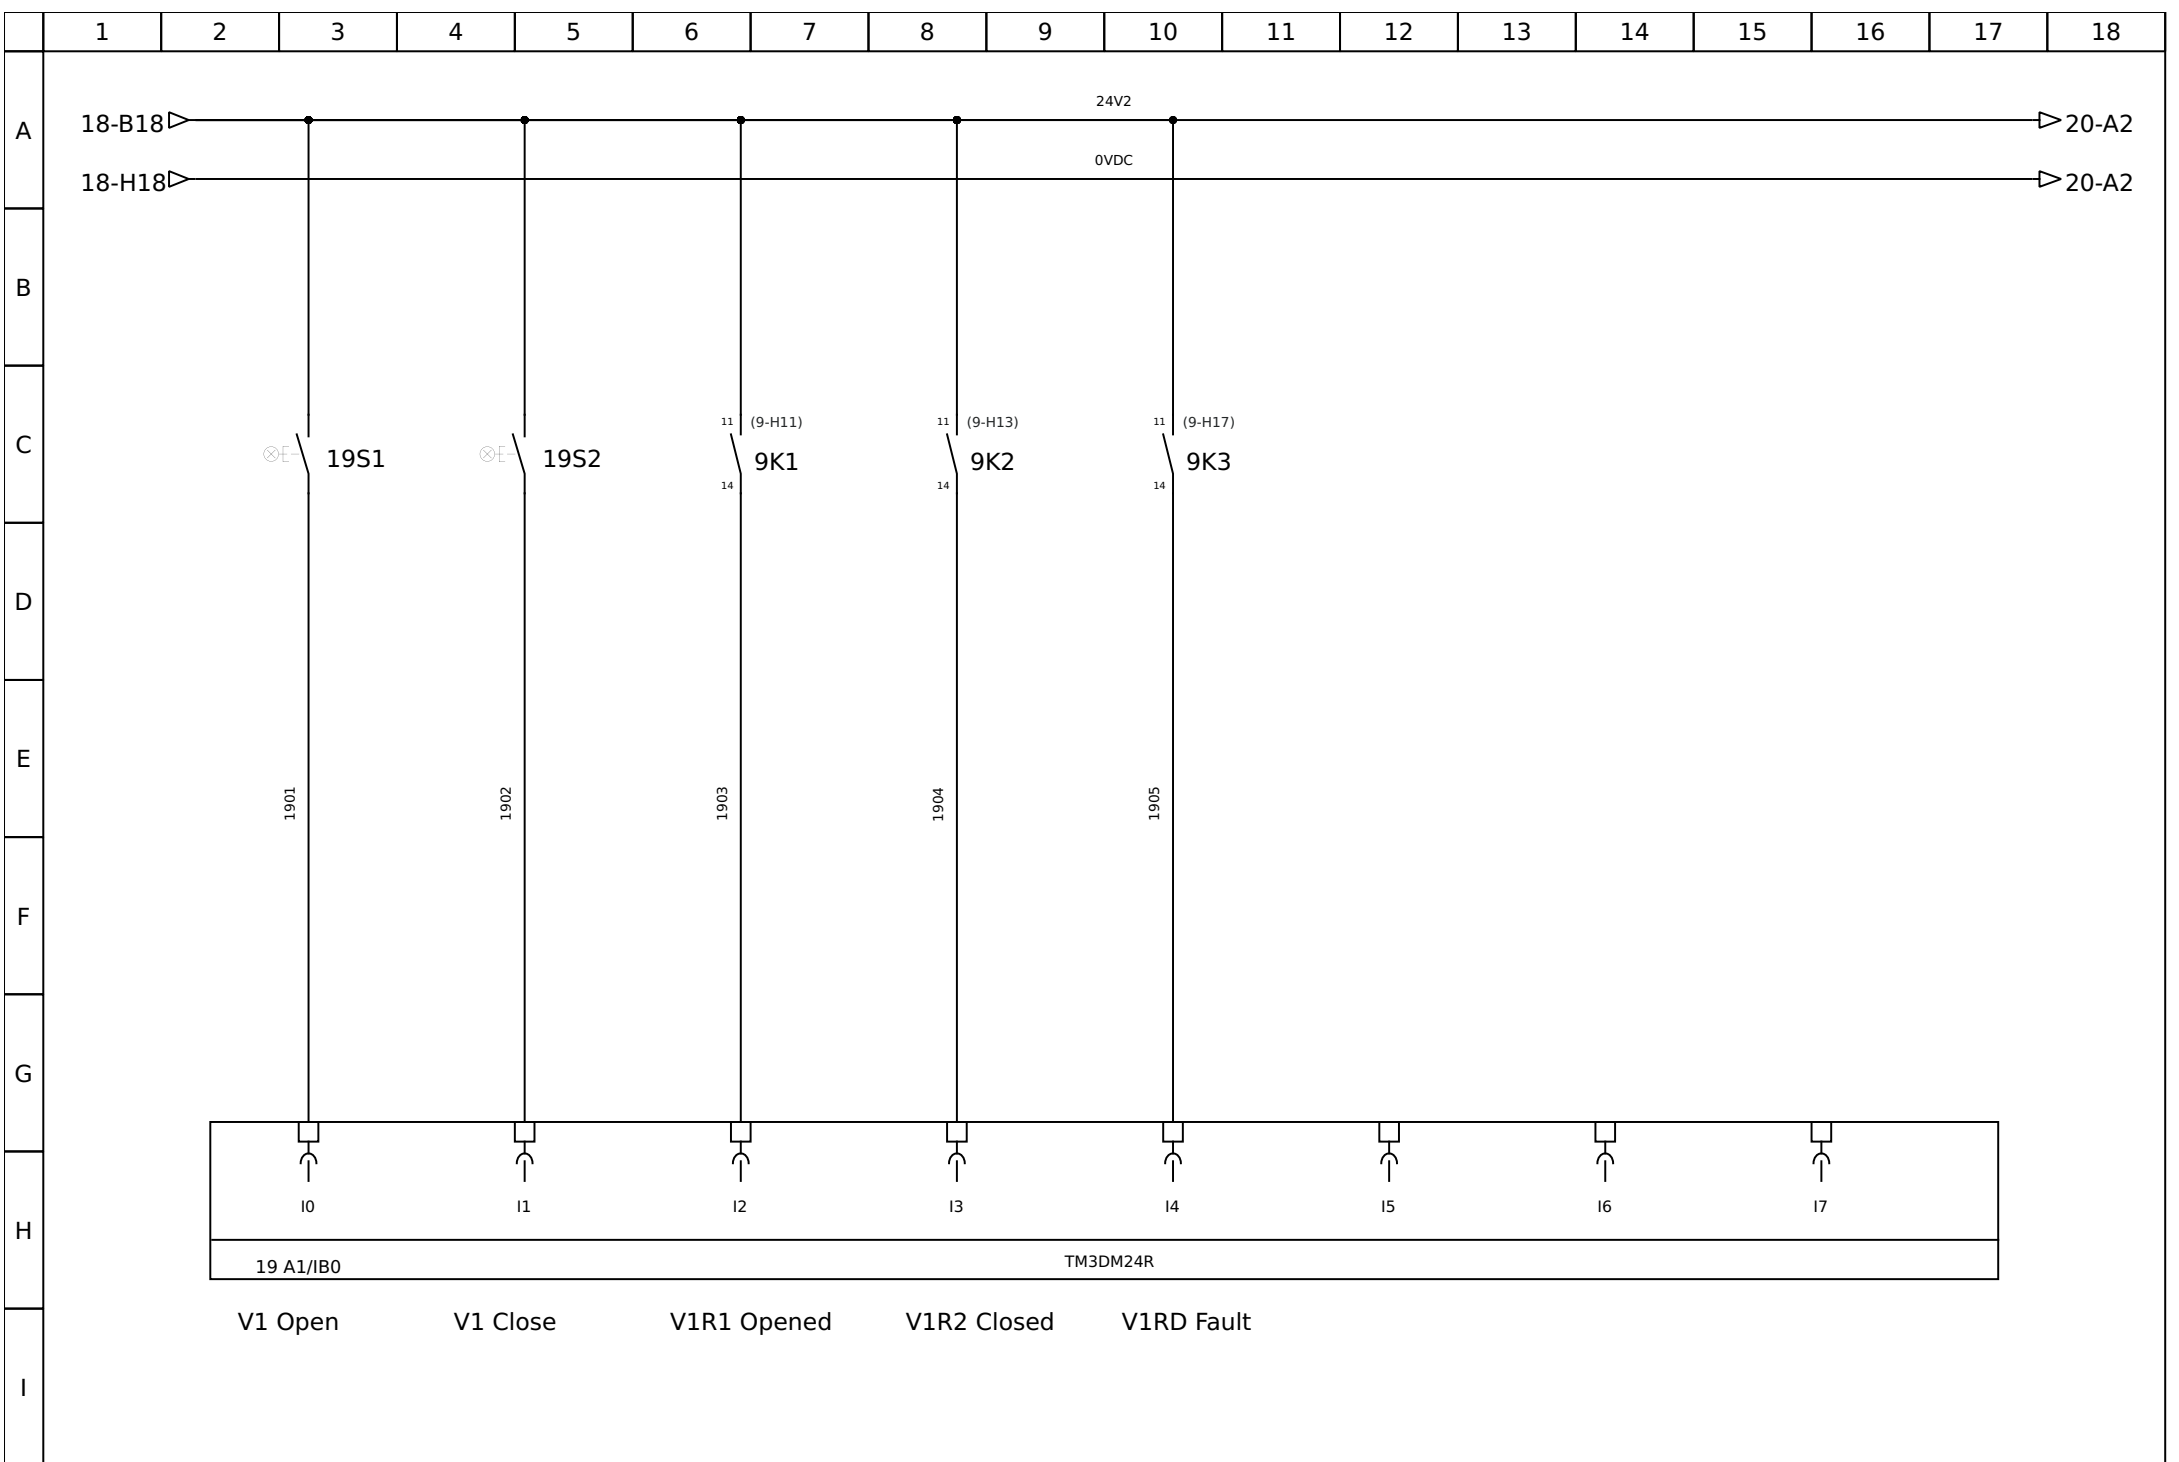 1 2 3 4 5 6 7 8 9 10 11 12 13 14 15 16 17 18
24V2
A
18-B18 20-A2
0VDC
18-H18 20-A2
B
11 (9-H11) 11 (9-H13) 11 (9-H17)
C
19S1 19S2 9K1 9K2 9K3
14 14 14
D
E
1901 1902 1903 1904 1905
F
G
I0 I1 I2 I3 I4 I5 I6 I7
H
19 A1/IB0 TM3DM24R
V1 Open V1 Close V1R1 Opened V1R2 Closed V1RD Fault
I